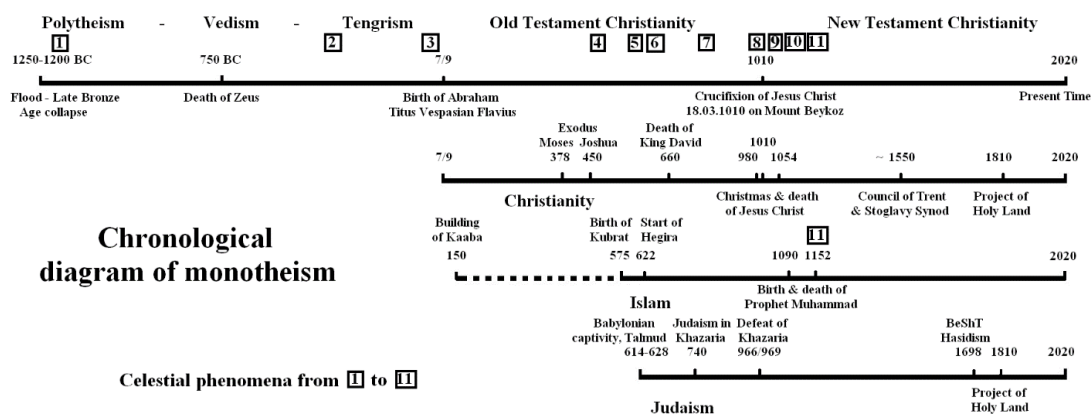 Polytheism - Vedism - Tengrism Old Testament Christianity New Testament Christianity
1 2 3 4 5 6 7 8 9 10 11
1250-1200 BC 750 BC 7/9 1010 2020
Flood - Late Bronze Death of Zeus Birth of Abraham Crucifixion of Jesus Christ Present Time
Age collapse Titus Vespasian Flavius 18.03.1010 on Mount Beykoz
Exodus Death of
Moses Joshua King David 1010
7/9 378 450 660 980 1054 ~ 1550 1810 2020
Christmas & death Council of Trent Project of
of Jesus Christ & Stoglavy Synod Holy Land
Christianity
Building Birth of Start of
of Kaaba Kubrat Hegira 11
150 575 622 1090 1152 2020
Chronological
diagram of monotheism
Birth & death of
Prophet Muhammad
Islam
Babylonian Judaism in Defeat of BeShT
captivity, Talmud Khazaria Khazaria Hasidism
614-628 740 966/969 1698 1810 2020
Project of
Holy Land
Judaism
Celestial phenomena from 1 to 11